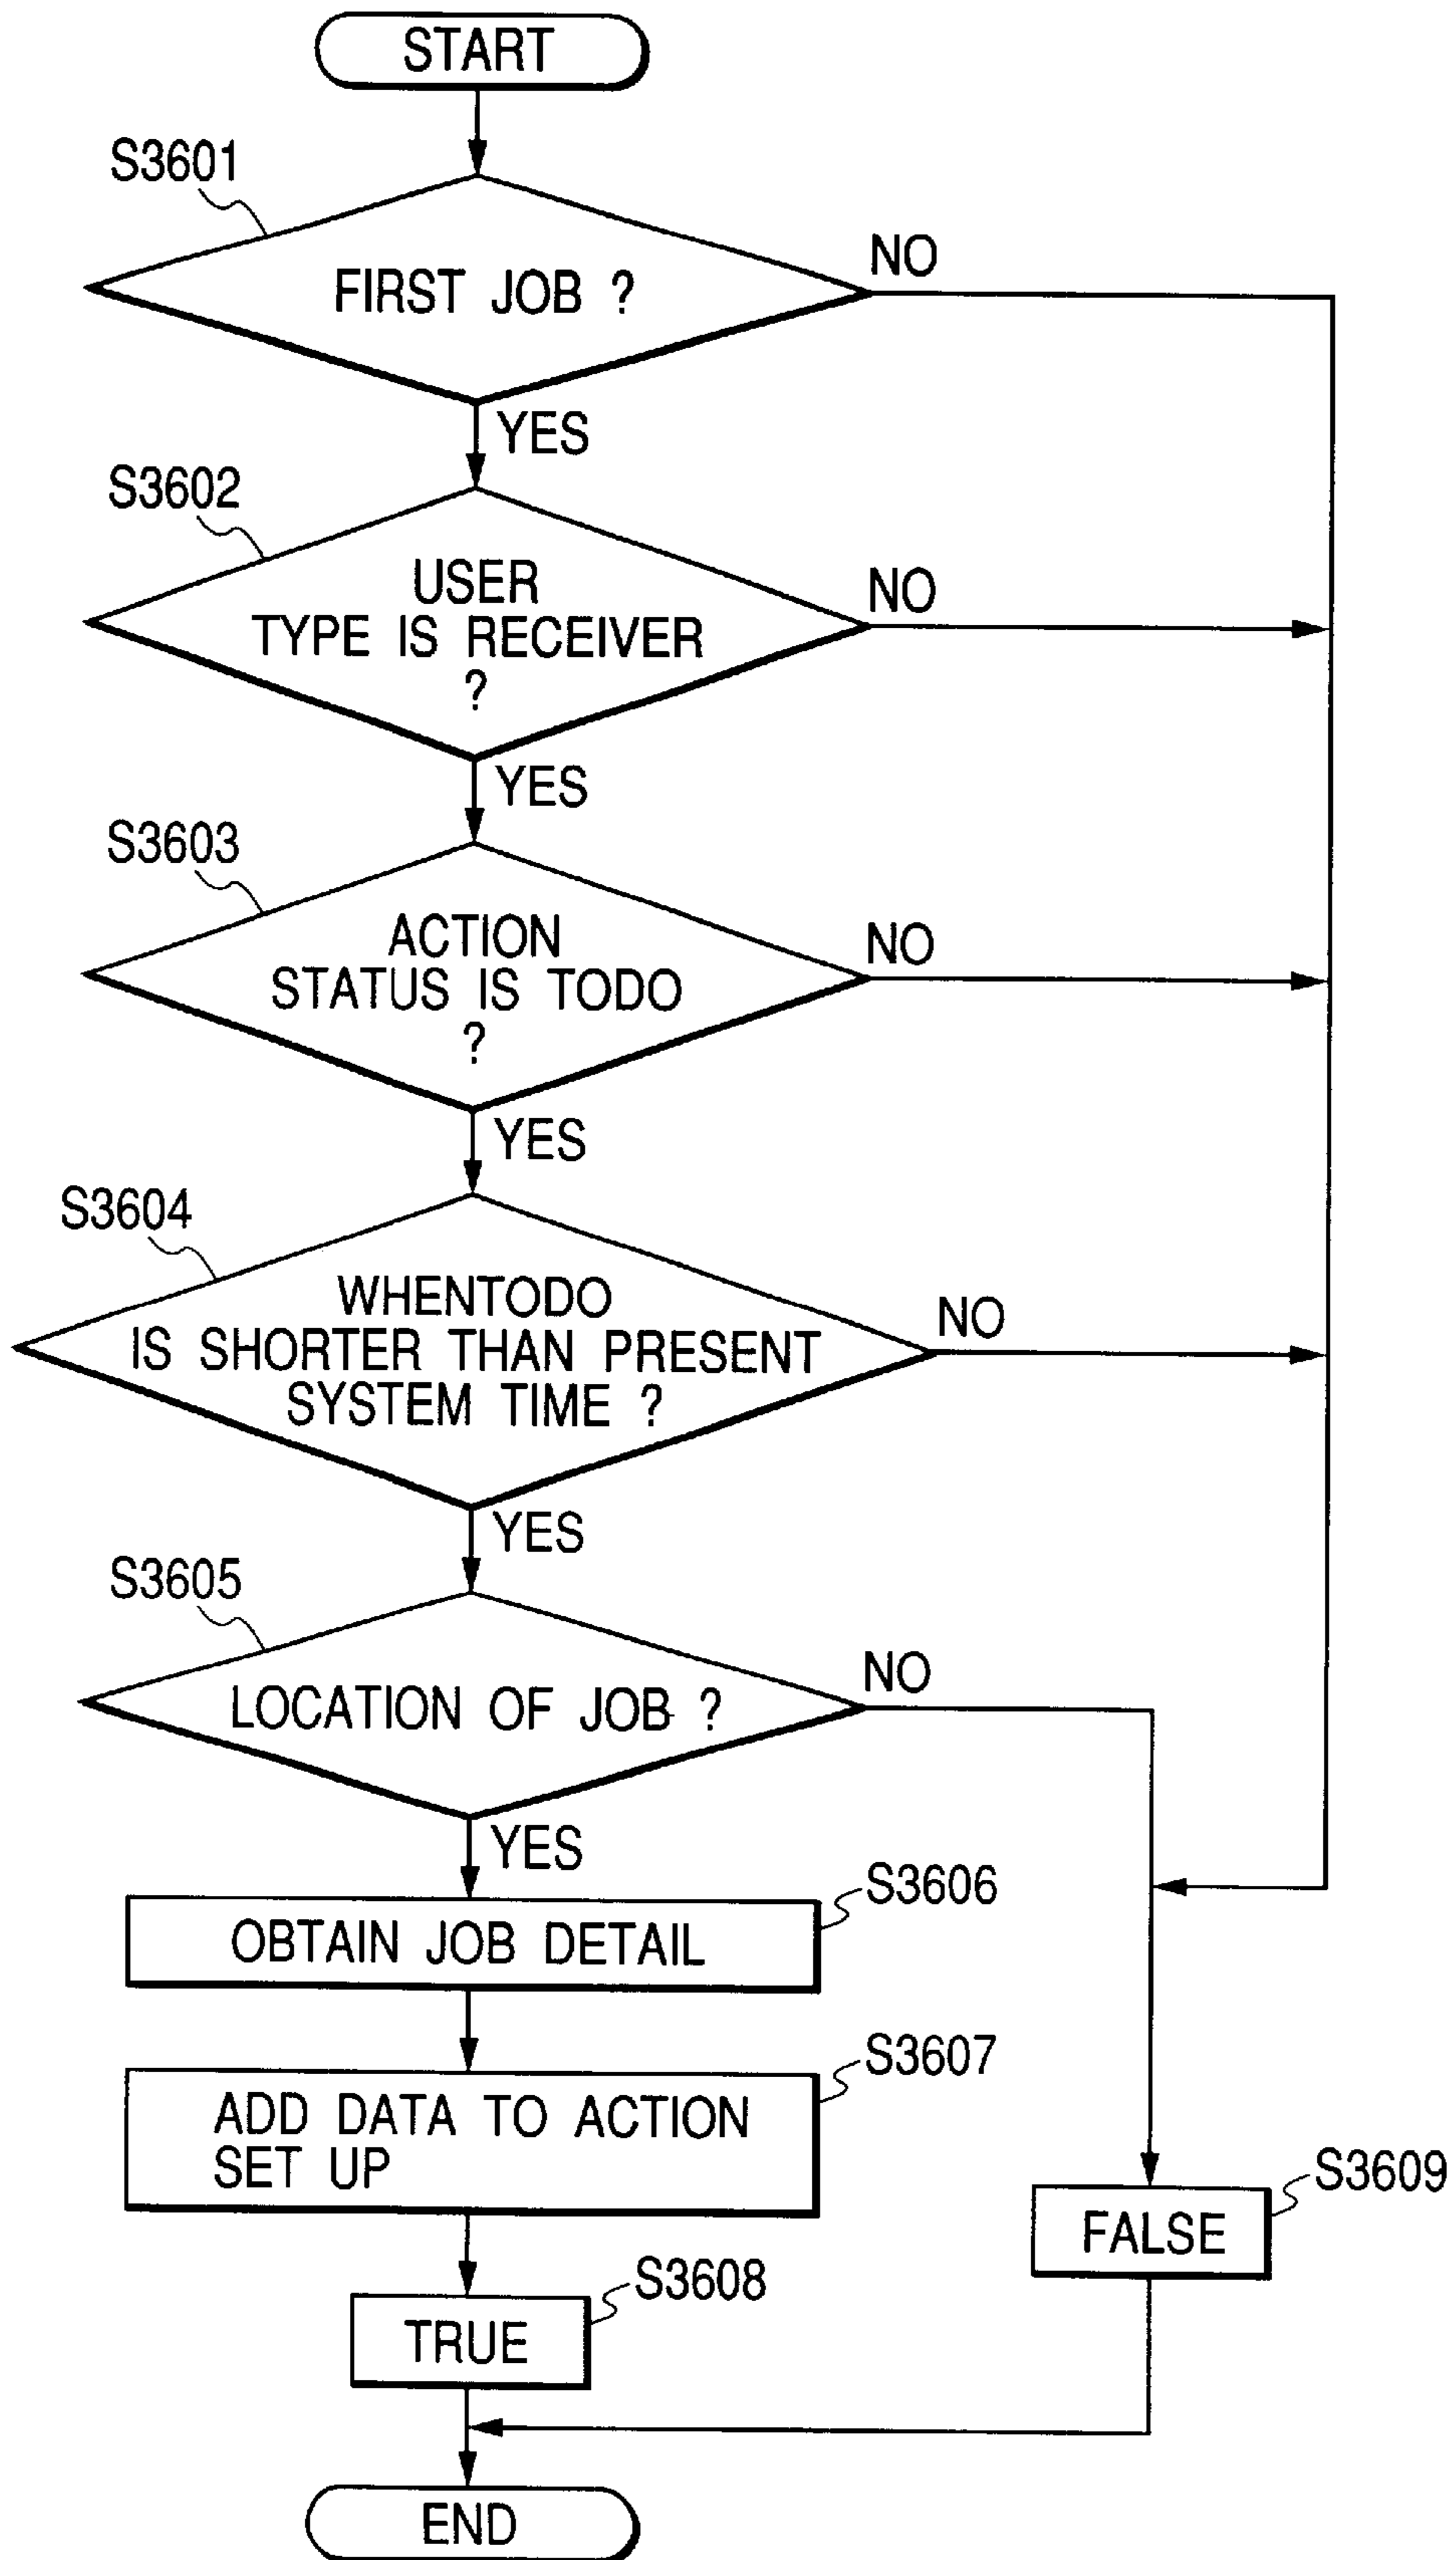 START
S3601
FIRST JOB ?
NO
YES
S3602
USER
TYPE IS RECEIVER
?
NO
YES
S3603
ACTION
STATUS IS TODO
?
NO
YES
S3604
WHENTODO
IS SHORTER THAN PRESENT
SYSTEM TIME ?
NO
YES
S3605
LOCATION OF JOB ?
NO
YES
S3606
OBTAIN JOB DETAIL
S3607
ADD DATA TO ACTION
SET UP
S3609
FALSE
S3608
TRUE
END